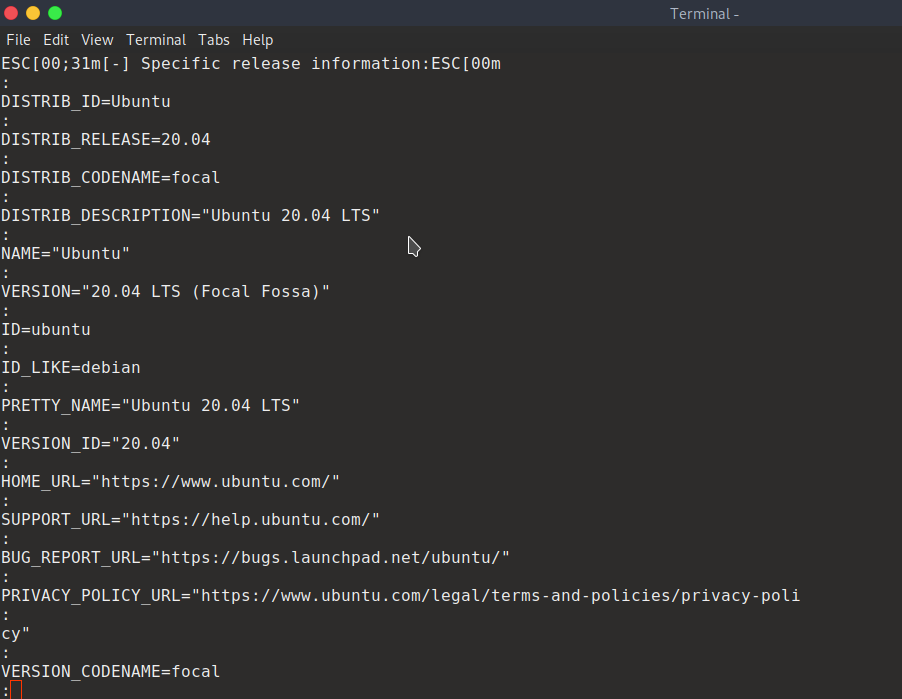 Terminal -
File Edit View Terminal Tabs Help
ESC[00;31m[-] Specific release information:ESC[00m
:
DISTRIB_ID=Ubuntu
:
DISTRIB_RELEASE=20.04
:
DISTRIB_CODENAME=focal
:
DISTRIB_DESCRIPTION="Ubuntu 20.04 LTS"
:
NAME="Ubuntu"
:
VERSION="20.04 LTS (Focal Fossa)"
:
ID=ubuntu
:
ID_LIKE=debian
:
PRETTY_NAME="Ubuntu 20.04 LTS"
:
VERSION_ID="20.04"
:
HOME_URL="https://www.ubuntu.com/"
:
SUPPORT_URL="https://help.ubuntu.com/"
:
BUG_REPORT_URL="https://bugs.launchpad.net/ubuntu/"
:
PRIVACY_POLICY_URL="https://www.ubuntu.com/legal/terms-and-policies/privacy-poli
:
cy"
:
VERSION_CODENAME=focal
: